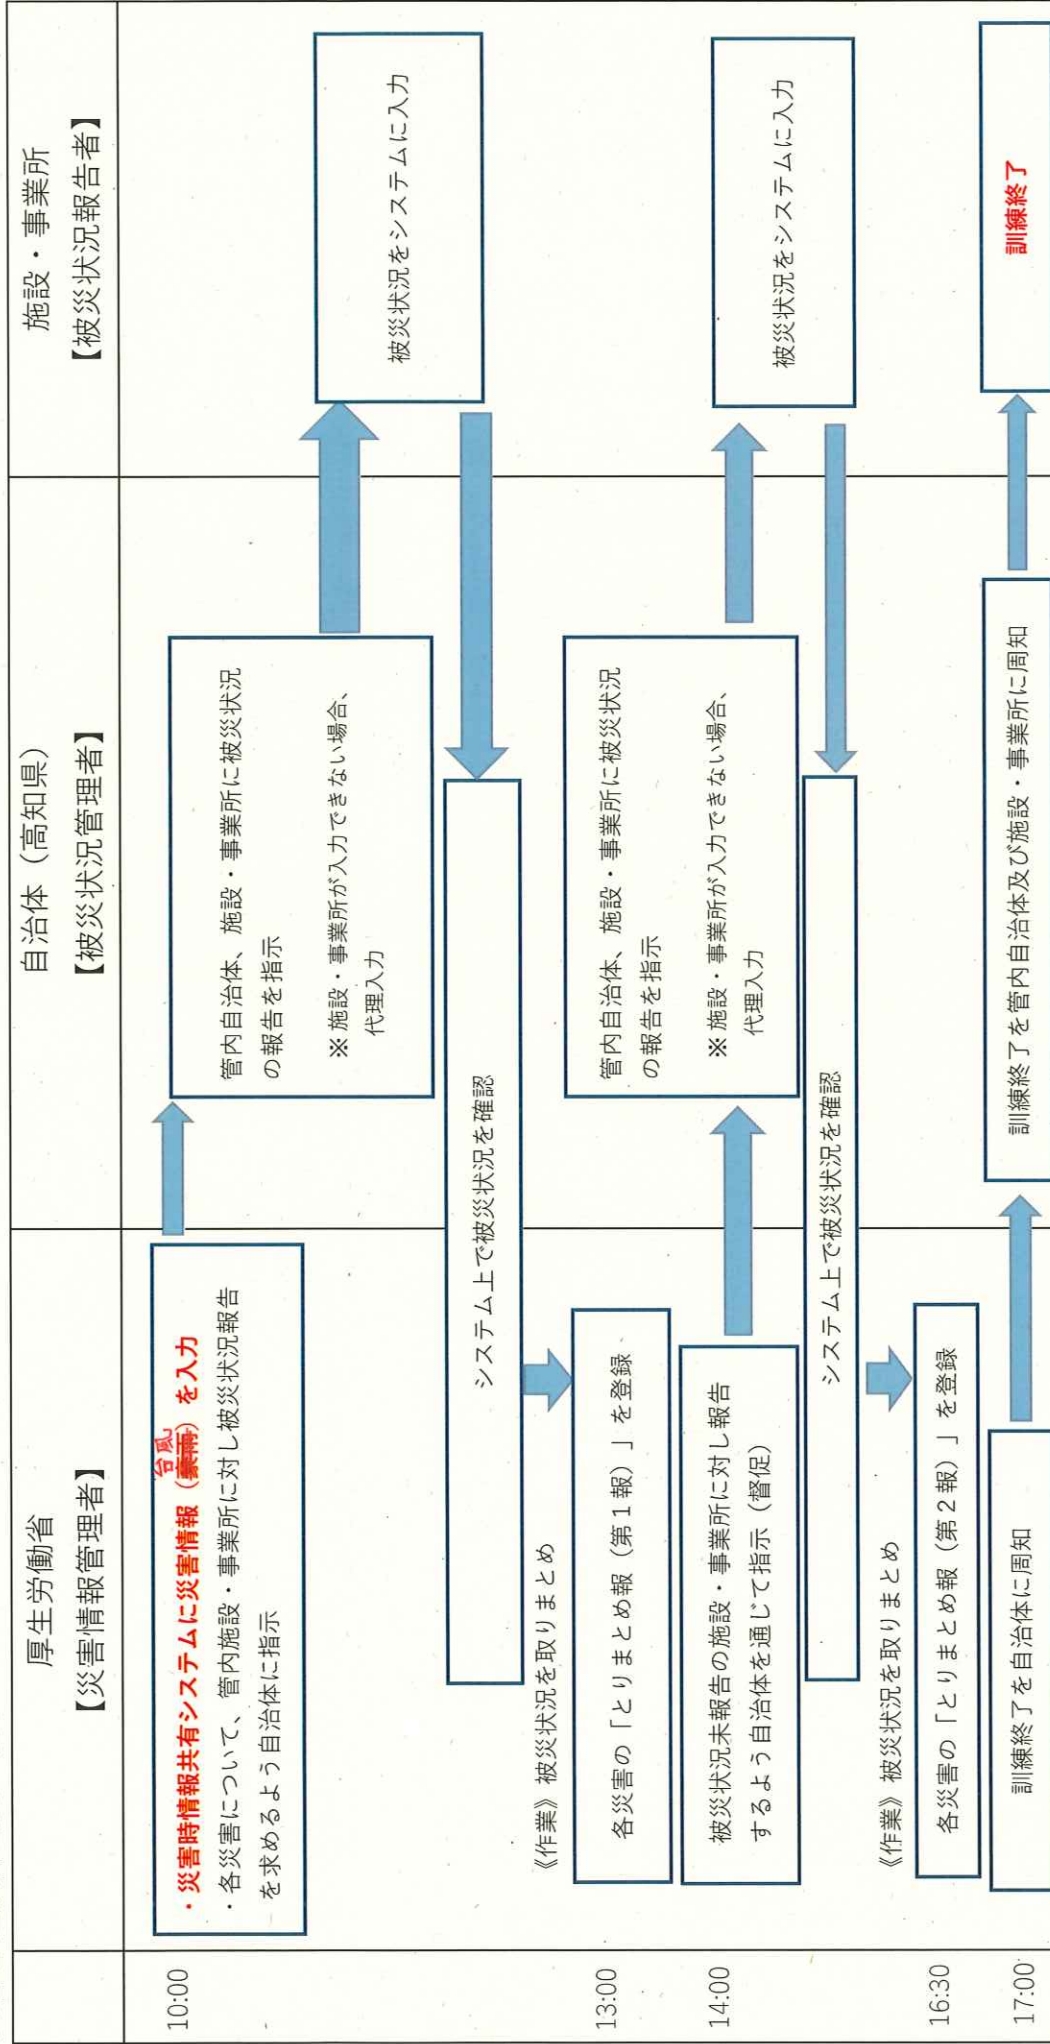 厚生労働省
【災害情報管理者】
自治体（高知県）
【被災状況管理者】
施設・事業所
【被災状況報告者】
10:00
台風
・災害時情報共有システムに災害情報（豪雨）を入力
・各災害について、管内施設・事業所に対し被災状況報告
を求めるよう自治体に指示
管内自治体、施設・事業所に被災状況
の報告を指示
※施設・事業所が入力できない場合、
代理入力
被災状況をシステムに入力
システム上で被災状況を確認
《作業》被災状況を取りまとめ
13:00
各災害の「とりまとめ報（第１報）」を登録
14:00
被災状況未報告の施設・事業所に対し報告
するよう自治体を通じて指示（督促）
管内自治体、施設・事業所に被災状況
の報告を指示
※施設・事業所が入力できない場合、
代理入力
被災状況をシステムに入力
システム上で被災状況を確認
《作業》被災状況を取りまとめ
16:30
各災害の「とりまとめ報（第２報）」を登録
17:00
訓練終了を自治体に周知
訓練終了を管内自治体及び施設・事業所に周知
訓練終了